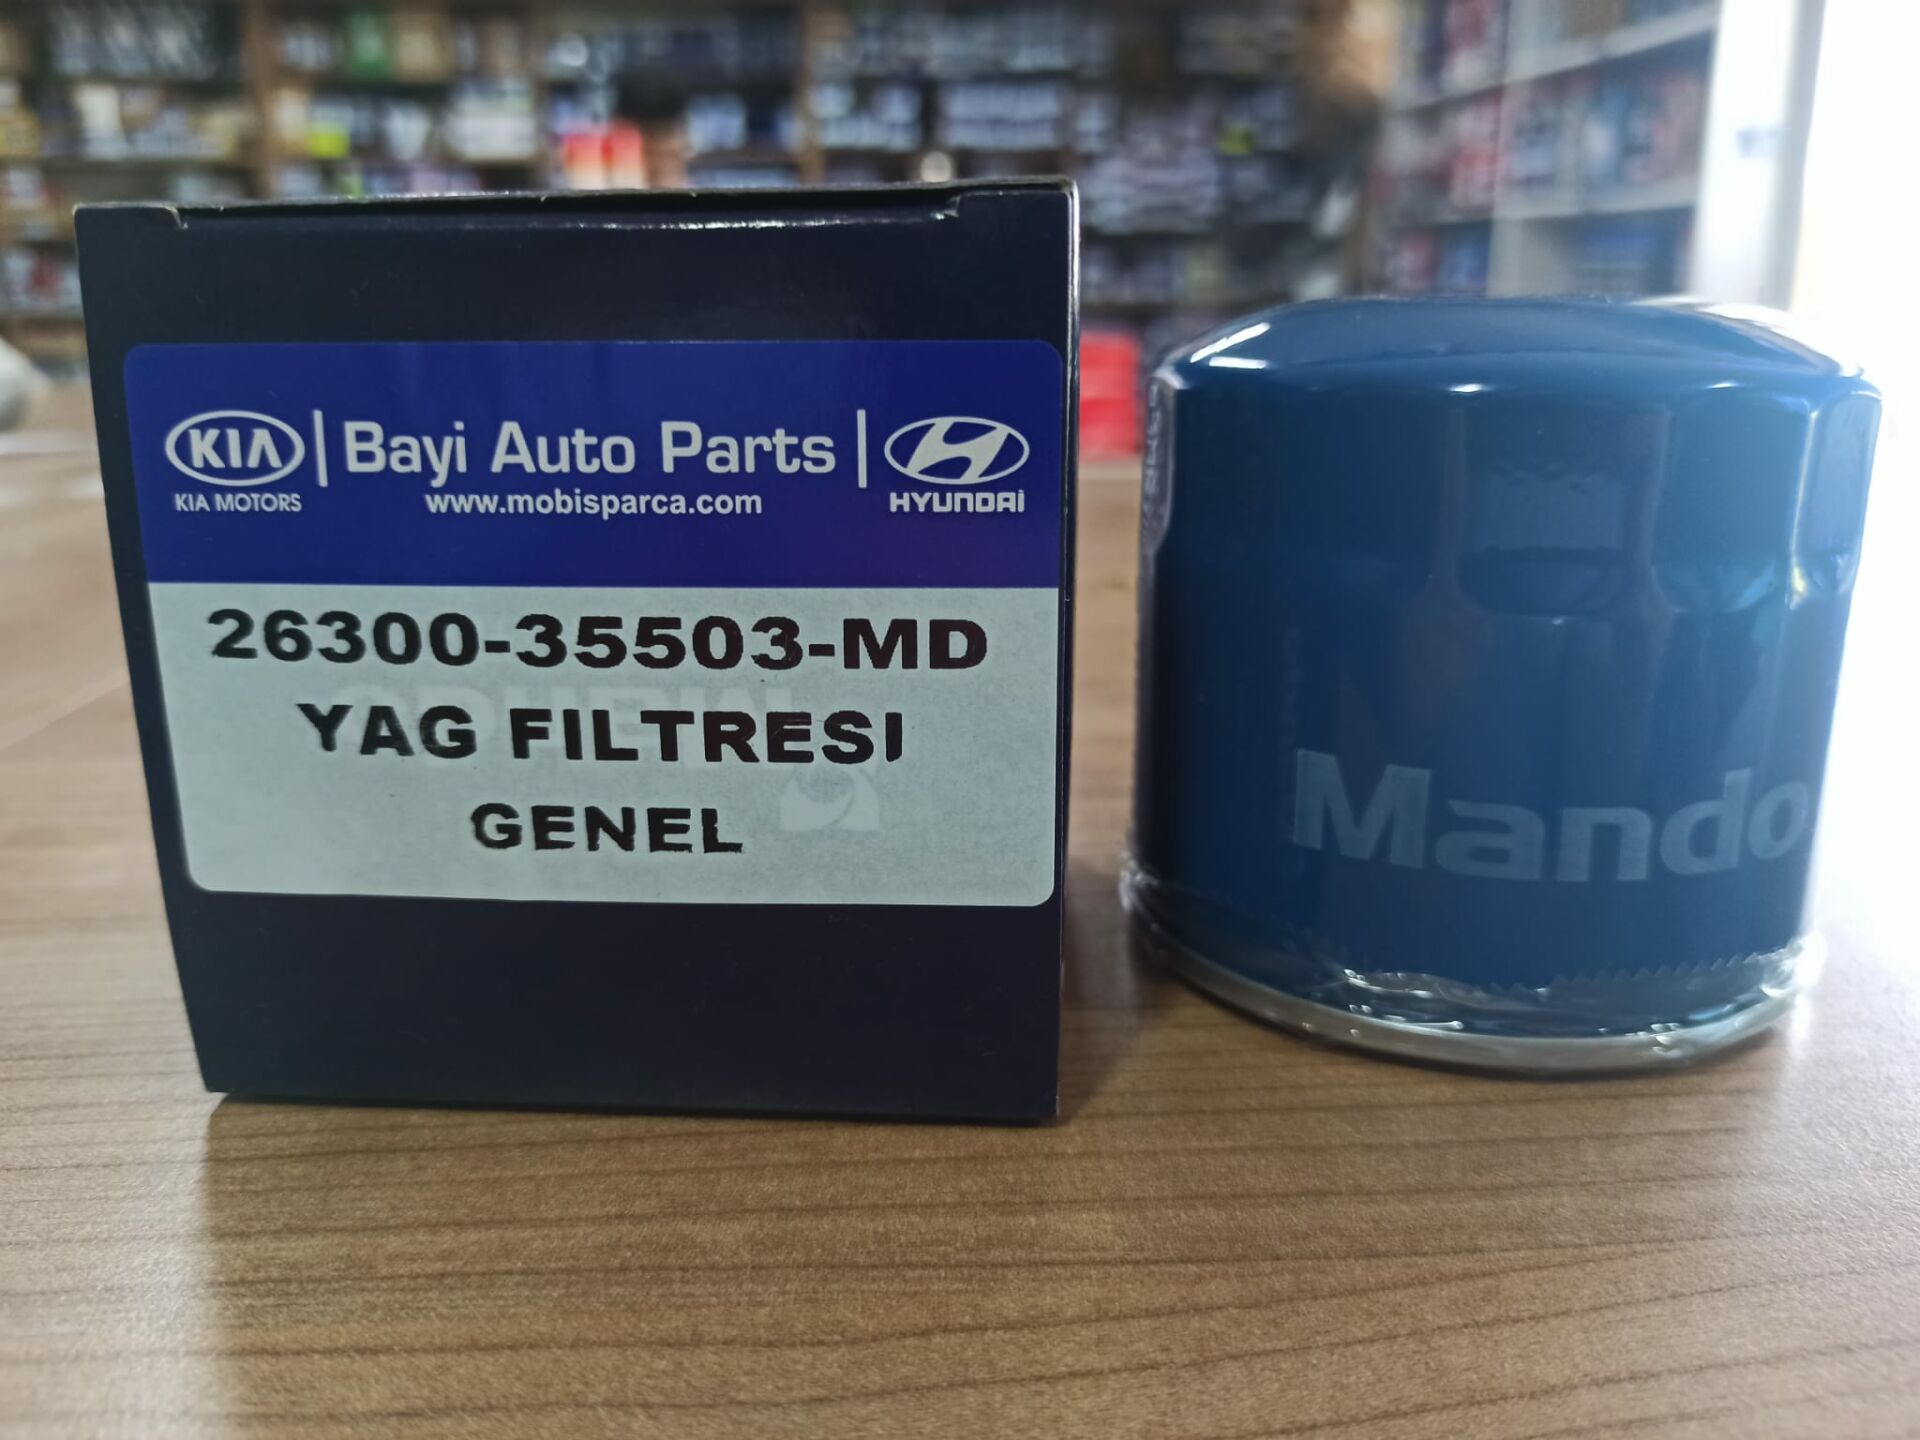 KIA
KIA MOTORS
Bayi Auto Parts
www.mobisparca.com
HYUNDAI
26300-35503-MD
YAG FILTRESI
GENEL
Mando